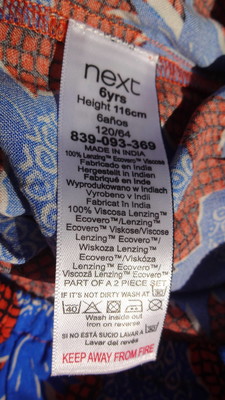 next
6yrs
Height 116cm
6años
120/64
839-093-369
MADE IN INDIA
100% Lenzing™ Ecovero™ Viscose
Fabricado en India
Hergestellt in Indien
Fabriqué en Inde
Wyprodukowano w Indiach
Vyrobeno v Indii
Fabricat în India
100% Viscosa Lenzing™
Ecovero™/Lenzing™
Ecovero™ Viskose/Viscose
Lenzing™ Ecovero™/
Wiskoza Lenzing™
Ecovero™/Viskóza
Lenzing™ Ecovero™/
Viscoză Lenzing™ Ecovero™
PART OF A 2 PIECE SET
IF IT'S NOT DIRTY WASH AT 30
40
Wash inside out
Iron on reverse
SI NO ESTÁ SUCIO LAVAR A 30
Lavar del revés
KEEP AWAY FROM FIRE